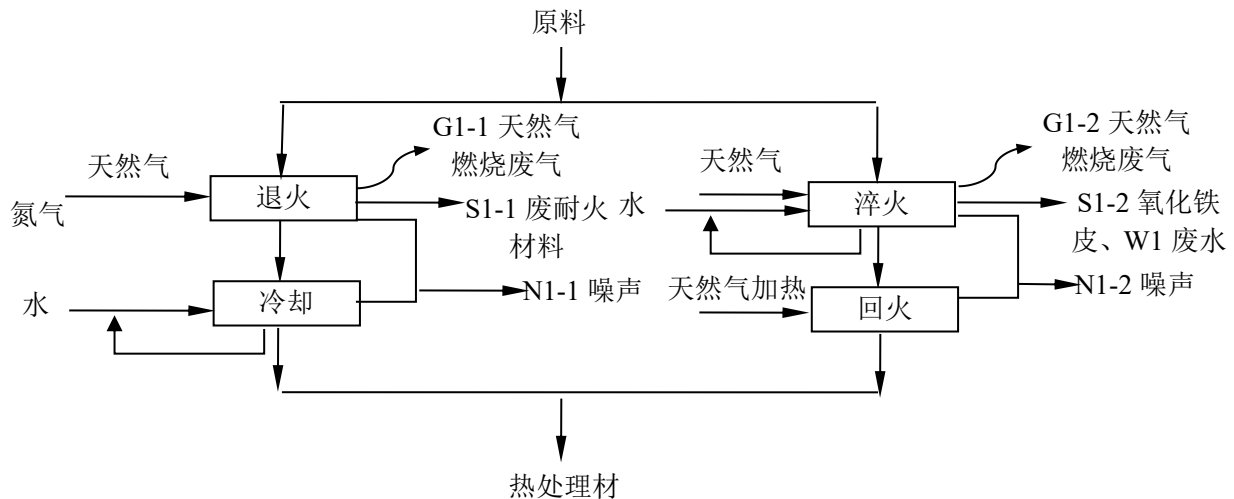 原料
G1-1 天然气
燃烧废气
天然气
氮气
退火
S1-1 废耐火
材料
水
冷却
N1-1 噪声
G1-2 天然气
燃烧废气
天然气
水
淬火
S1-2 氧化铁
皮、W1 废水
天然气加热
回火
N1-2 噪声
热处理材